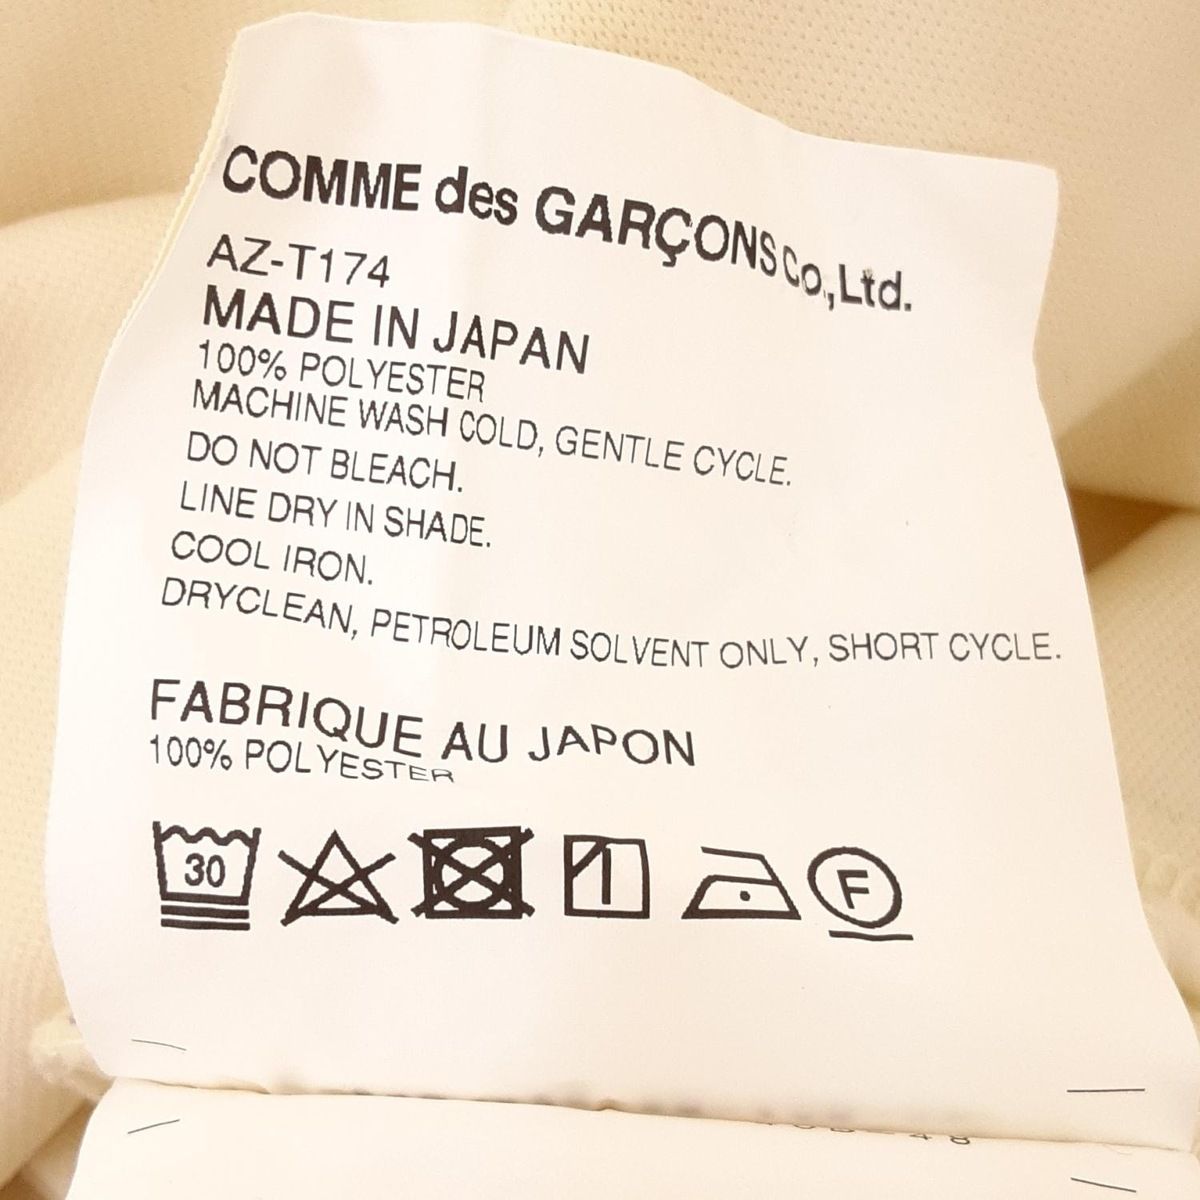 COMME des GARÇONS Co.,Ltd.
AZ-T174
MADE IN JAPAN
100% POLYESTER
MACHINE WASH COLD, GENTLE CYCLE.
DO NOT BLEACH.
LINE DRY IN SHADE.
COOL IRON.
DRYCLEAN, PETROLEUM SOLVENT ONLY, SHORT CYCLE.
FABRIQUE AU JAPON
100% POLYESTER
30 F